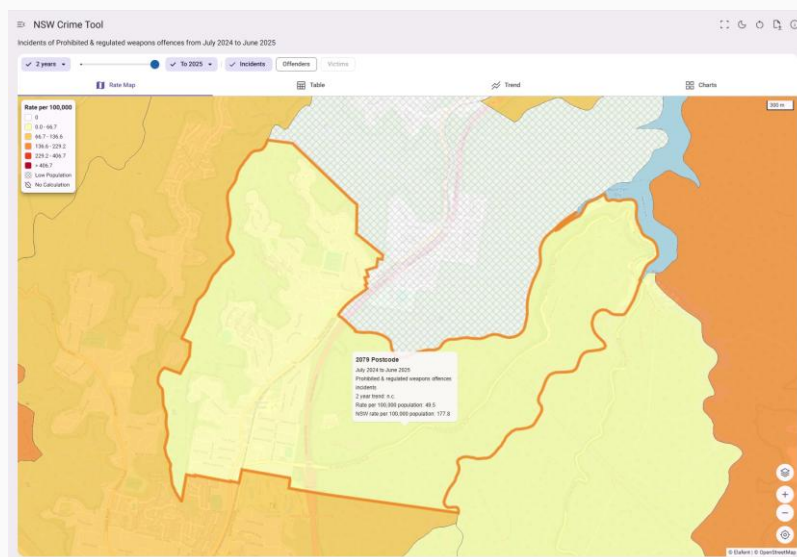 NSW Crime Tool
Incidents of Prohibited & regulated weapons offences from July 2024 to June 2025
2 years
To 2025
Incidents
Offenders
Victims
Rate Map
Table
Trend
Charts
Rate per 100,000
0
0.0 - 66.7
66.7 - 136.6
136.6 - 229.2
229.2 - 406.7
> 406.7
Low Population
No Calculation
300 m
2079 Postcode
July 2024 to June 2025
Prohibited & regulated weapons offences
incidents
2 year trend: n.c.
Rate per 100,000 population: 49.5
NSW rate per 100,000 population: 177.8
© Elafent | © OpenStreetMap